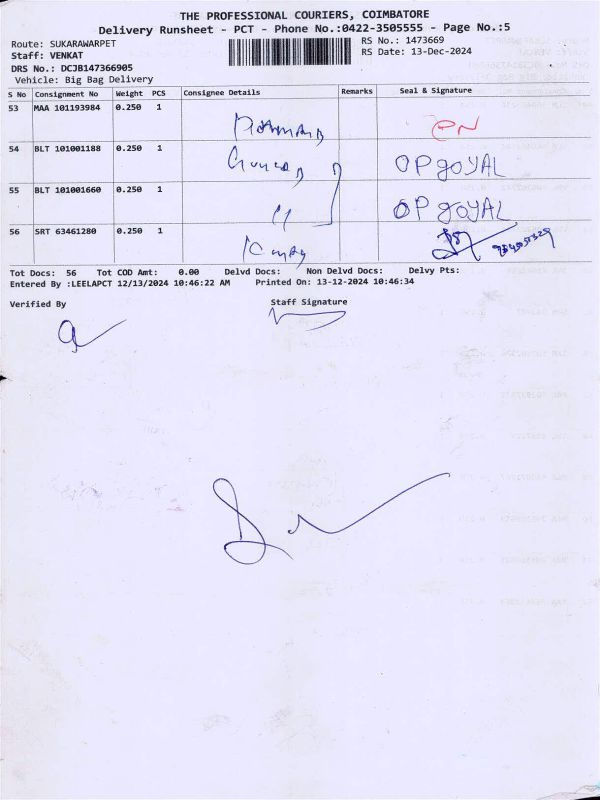 THE PROFESSIONAL COURIERS, COIMBATORE
Delivery Runsheet - PCT - Phone No.:0422-3505555 - Page No.:5
Route: SUKARAWARPET RS No.: 1473669
Staff: VENKAT RS Date: 13-Dec-2024
DRS No.: DCJB147366905
Vehicle: Big Bag Delivery
S No Consignment No Weight PCS Consignee Details Remarks Seal & Signature
53 MAA 101193984 0.250 1
54 BLT 101001188 0.250 1 OP GOYAL
55 BLT 101001660 0.250 1 OP GOYAL
56 SRT 63461280 0.250 1
Tot Docs: 56 Tot COD Amt: 0.00 Delvd Docs: Non Delvd Docs: Delvy Pts:
Entered By :LEELAPCT 12/13/2024 10:46:22 AM Printed On: 13-12-2024 10:46:34
Verified By Staff Signature